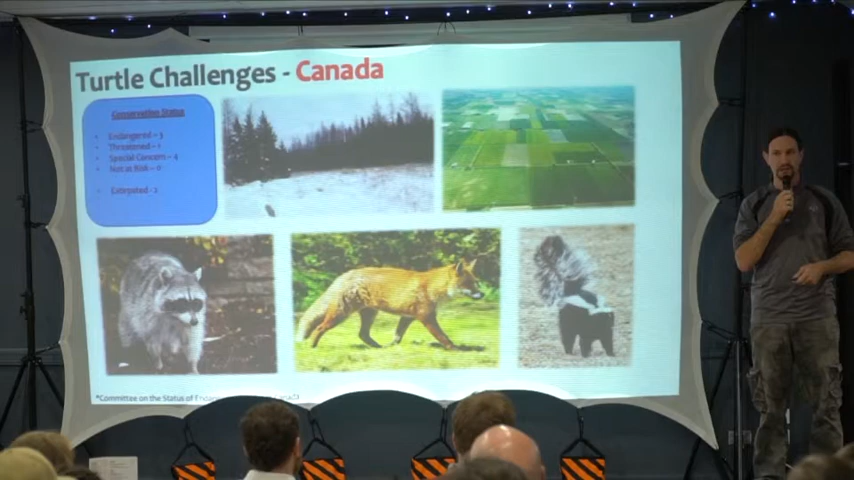 Turtle Challenges - Canada
Conservation Status
• Endangered – 3
• Threatened – 1
• Special Concern – 4
• Not at Risk – 0
• Extirpated - 2
*Committee on the Status of